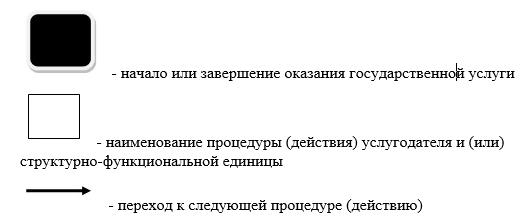 - начало или завершение оказания государственной услуги
- наименование процедуры (действия) услугодателя и (или)
структурно-функциональной единицы
- переход к следующей процедуре (действию)